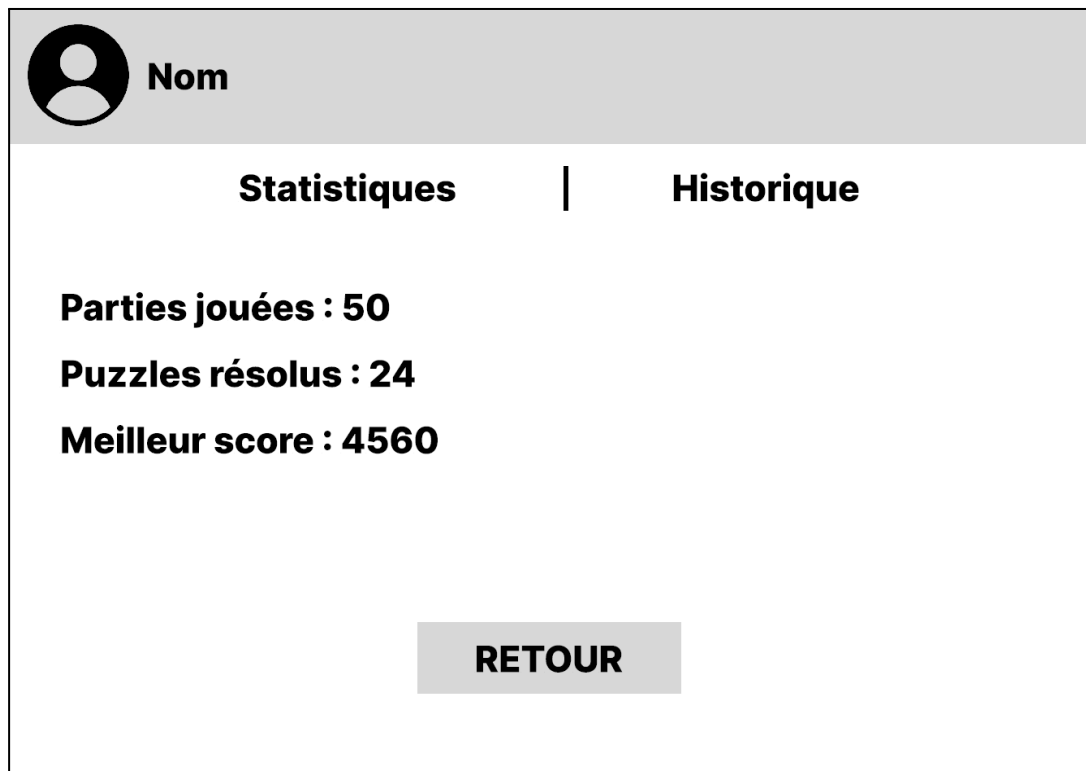 Nom
Statistiques | Historique
Parties jouées : 50
Puzzles résolus : 24
Meilleur score : 4560
RETOUR